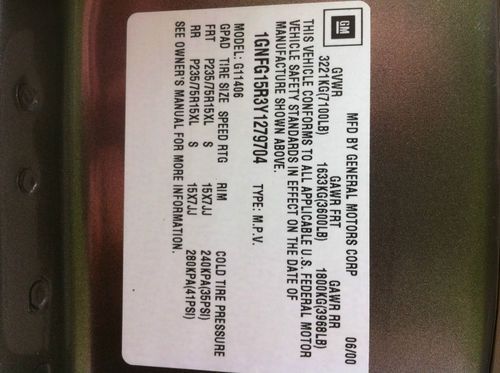 GM
MFD BY GENERAL MOTORS CORP 06/00
GVWR GAWR FRT GAWR RR
3221KG(7100LB) 1633KG(3600LB) 1800KG(3968LB)
THIS VEHICLE CONFORMS TO ALL APPLICABLE U.S. FEDERAL MOTOR
VEHICLE SAFETY STANDARDS IN EFFECT ON THE DATE OF
MANUFACTURE SHOWN ABOVE.
1GNFG15R3Y1279704 TYPE: M.P.V.
MODEL: G11406
GPAD TIRE SIZE SPEED RTG RIM COLD TIRE PRESSURE
FRT P235/75R15XL S 15X7JJ 240KPA(35PSI)
RR P235/75R15XL S 15X7JJ 280KPA(41PSI)
SEE OWNER'S MANUAL FOR MORE INFORMATION.